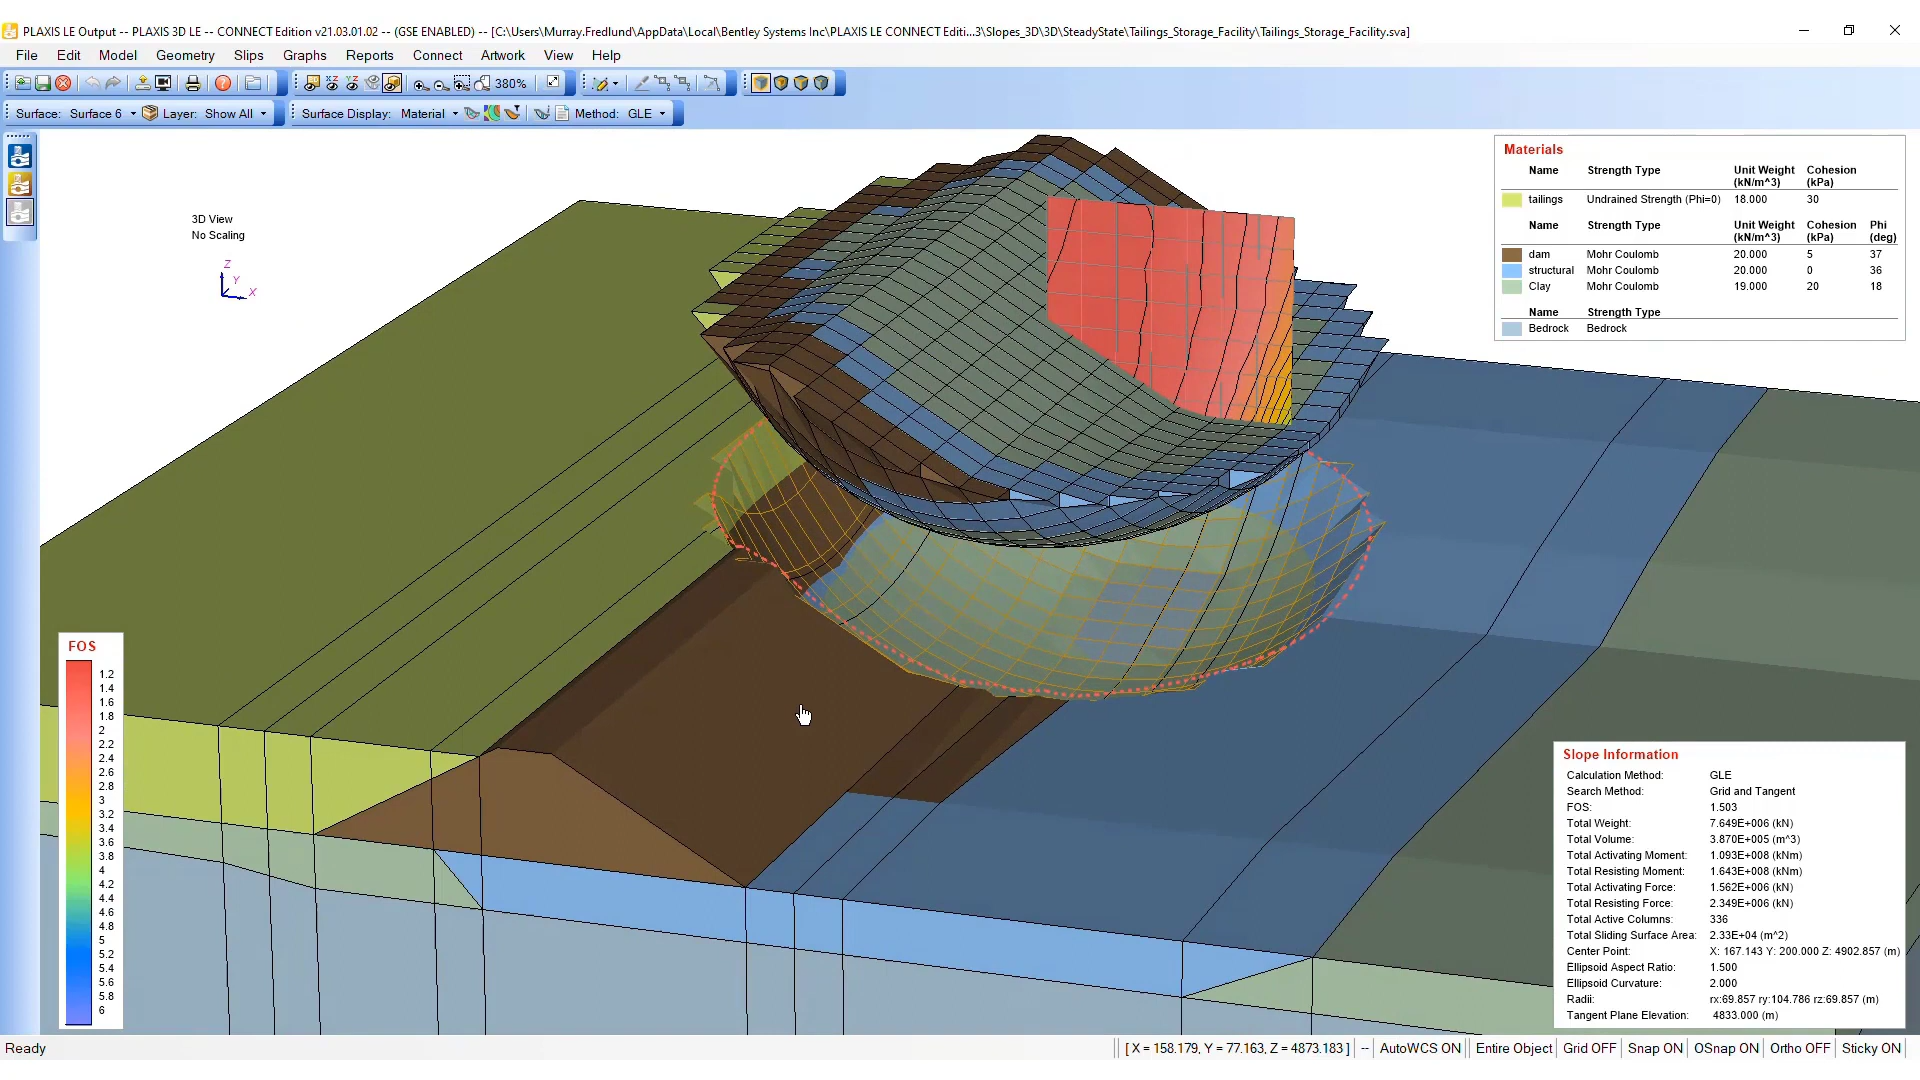 PLAXIS LE Output -- PLAXIS 3D LE -- CONNECT Edition v21.03.01.02 -- (GSE ENABLED) -- [C:\Users\Murray.Fredlund\AppData\Local\Bentley Systems Inc\PLAXIS LE CONNECT Editi...3\Slopes_3D\3D\SteadyState\Tailings_Storage_Facility\Tailings_Storage_Facility.sva]
File Edit Model Geometry Slips Graphs Reports Connect Artwork View Help
380%
Surface: Surface 6 Layer: Show All Surface Display: Material Method: GLE
3D View
No Scaling
Z
Y
X
Materials
Name Strength Type Unit Weight (kN/m^3) Cohesion (kPa)
tailings Undrained Strength (Phi=0) 18.000 30
Name Strength Type Unit Weight (kN/m^3) Cohesion (kPa) Phi (deg)
dam Mohr Coulomb 20.000 5 37
structural Mohr Coulomb 20.000 0 36
Clay Mohr Coulomb 19.000 20 18
Name Strength Type
Bedrock Bedrock
FOS
1.2
1.4
1.6
1.8
2
2.2
2.4
2.6
2.8
3
3.2
3.4
3.6
3.8
4
4.2
4.4
4.6
4.8
5
5.2
5.4
5.6
5.8
6
Slope Information
Calculation Method: GLE
Search Method: Grid and Tangent
FOS: 1.503
Total Weight: 7.649E+006 (kN)
Total Volume: 3.870E+005 (m^3)
Total Activating Moment: 1.093E+008 (kNm)
Total Resisting Moment: 1.643E+008 (kNm)
Total Activating Force: 1.562E+006 (kN)
Total Resisting Force: 2.349E+006 (kN)
Total Active Columns: 336
Total Sliding Surface Area: 2.33E+04 (m^2)
Center Point: X: 167.143 Y: 200.000 Z: 4902.857 (m)
Ellipsoid Aspect Ratio: 1.500
Ellipsoid Curvature: 2.000
Radii: rx:69.857 ry:104.786 rz:69.857 (m)
Tangent Plane Elevation: 4833.000 (m)
Ready [ X = 158.179, Y = 77.163, Z = 4873.183 ] -- AutoWCS ON Entire Object Grid OFF Snap ON OSnap ON Ortho OFF Sticky ON